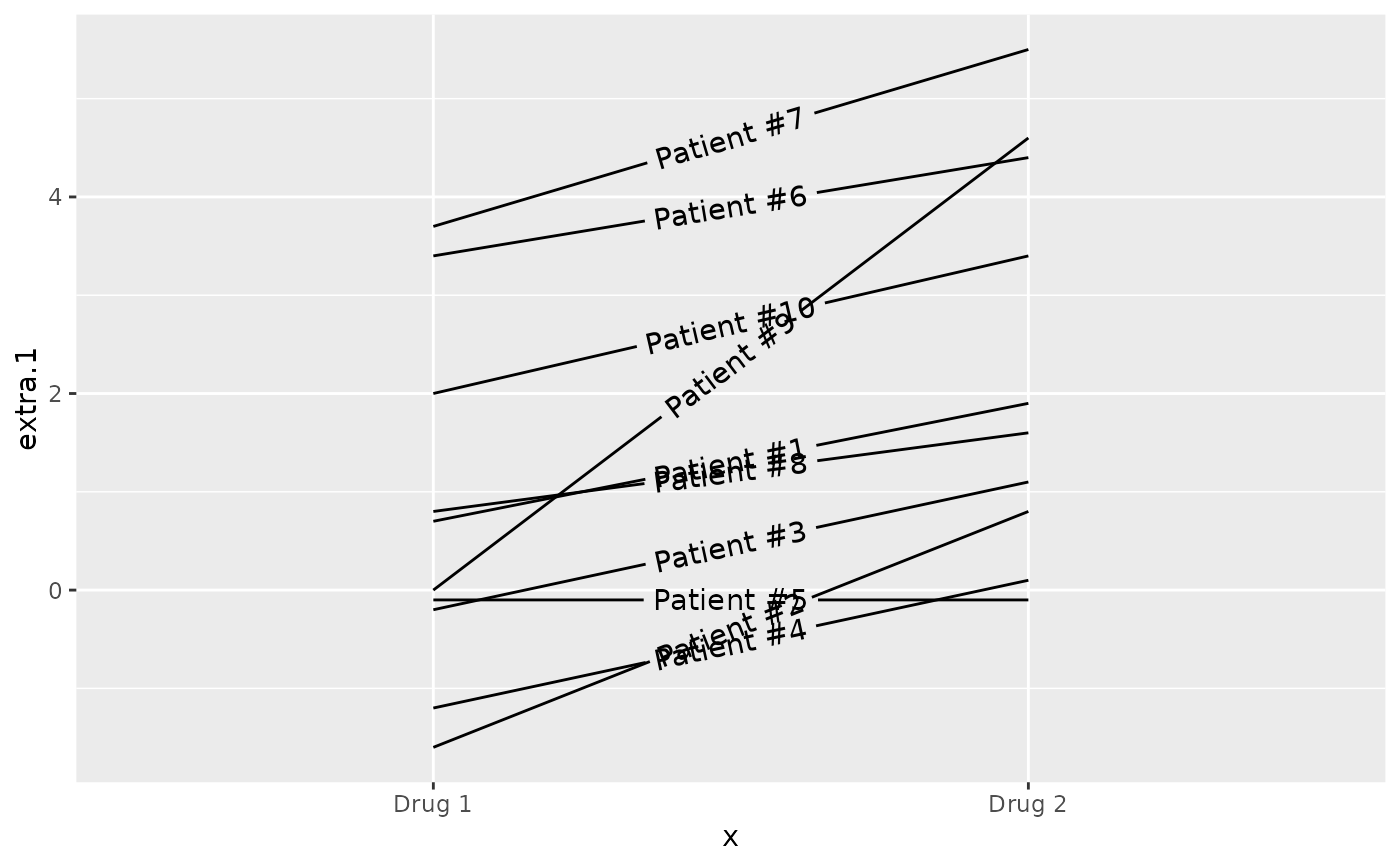 Patient #7
Patient #6
Patient #10
Patient #9
Patient #1
Patient #8
Patient #3
Patient #5
Patient #2
Patient #4
4
2
0
extra.1
Drug 1
Drug 2
x